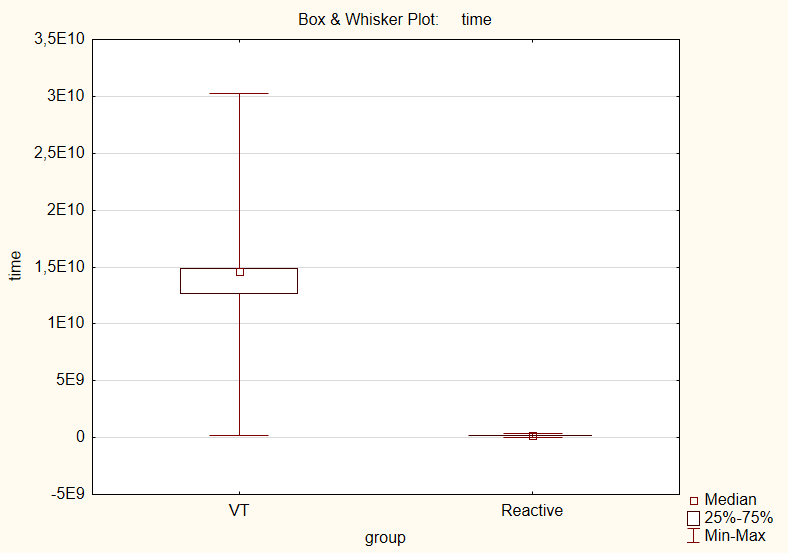 Box & Whisker Plot: time
3,5E10
3E10
2,5E10
2E10
1,5E10
1E10
5E9
0
-5E9
time
VT Reactive
group
Median
25%-75%
Min-Max